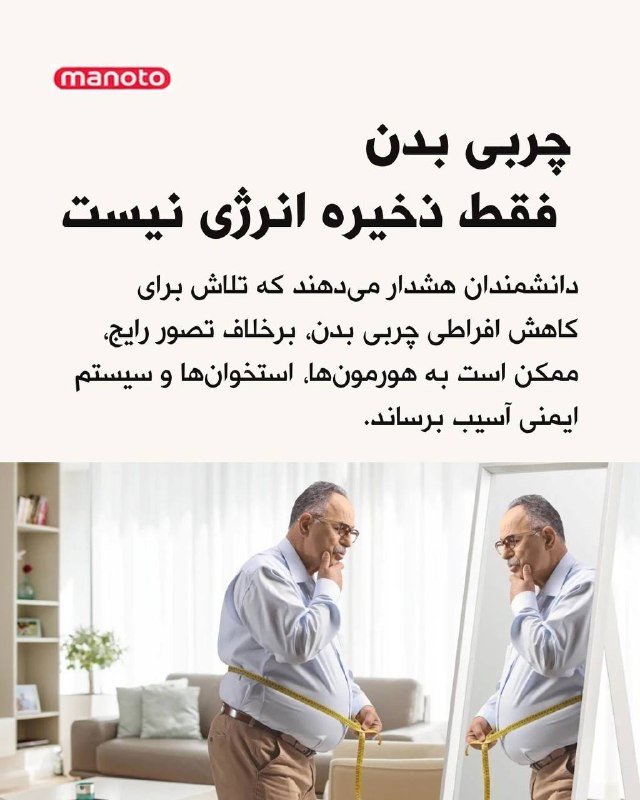 manoto
چربی بدن
فقط ذخیره انرژی نیست
دانشمندان هشدار می‌دهند که تلاش برای
کاهش افراطی چربی بدن، برخلاف تصور رایج،
ممکن است به هورمون‌ها، استخوان‌ها و سیستم
ایمنی آسیب برساند.